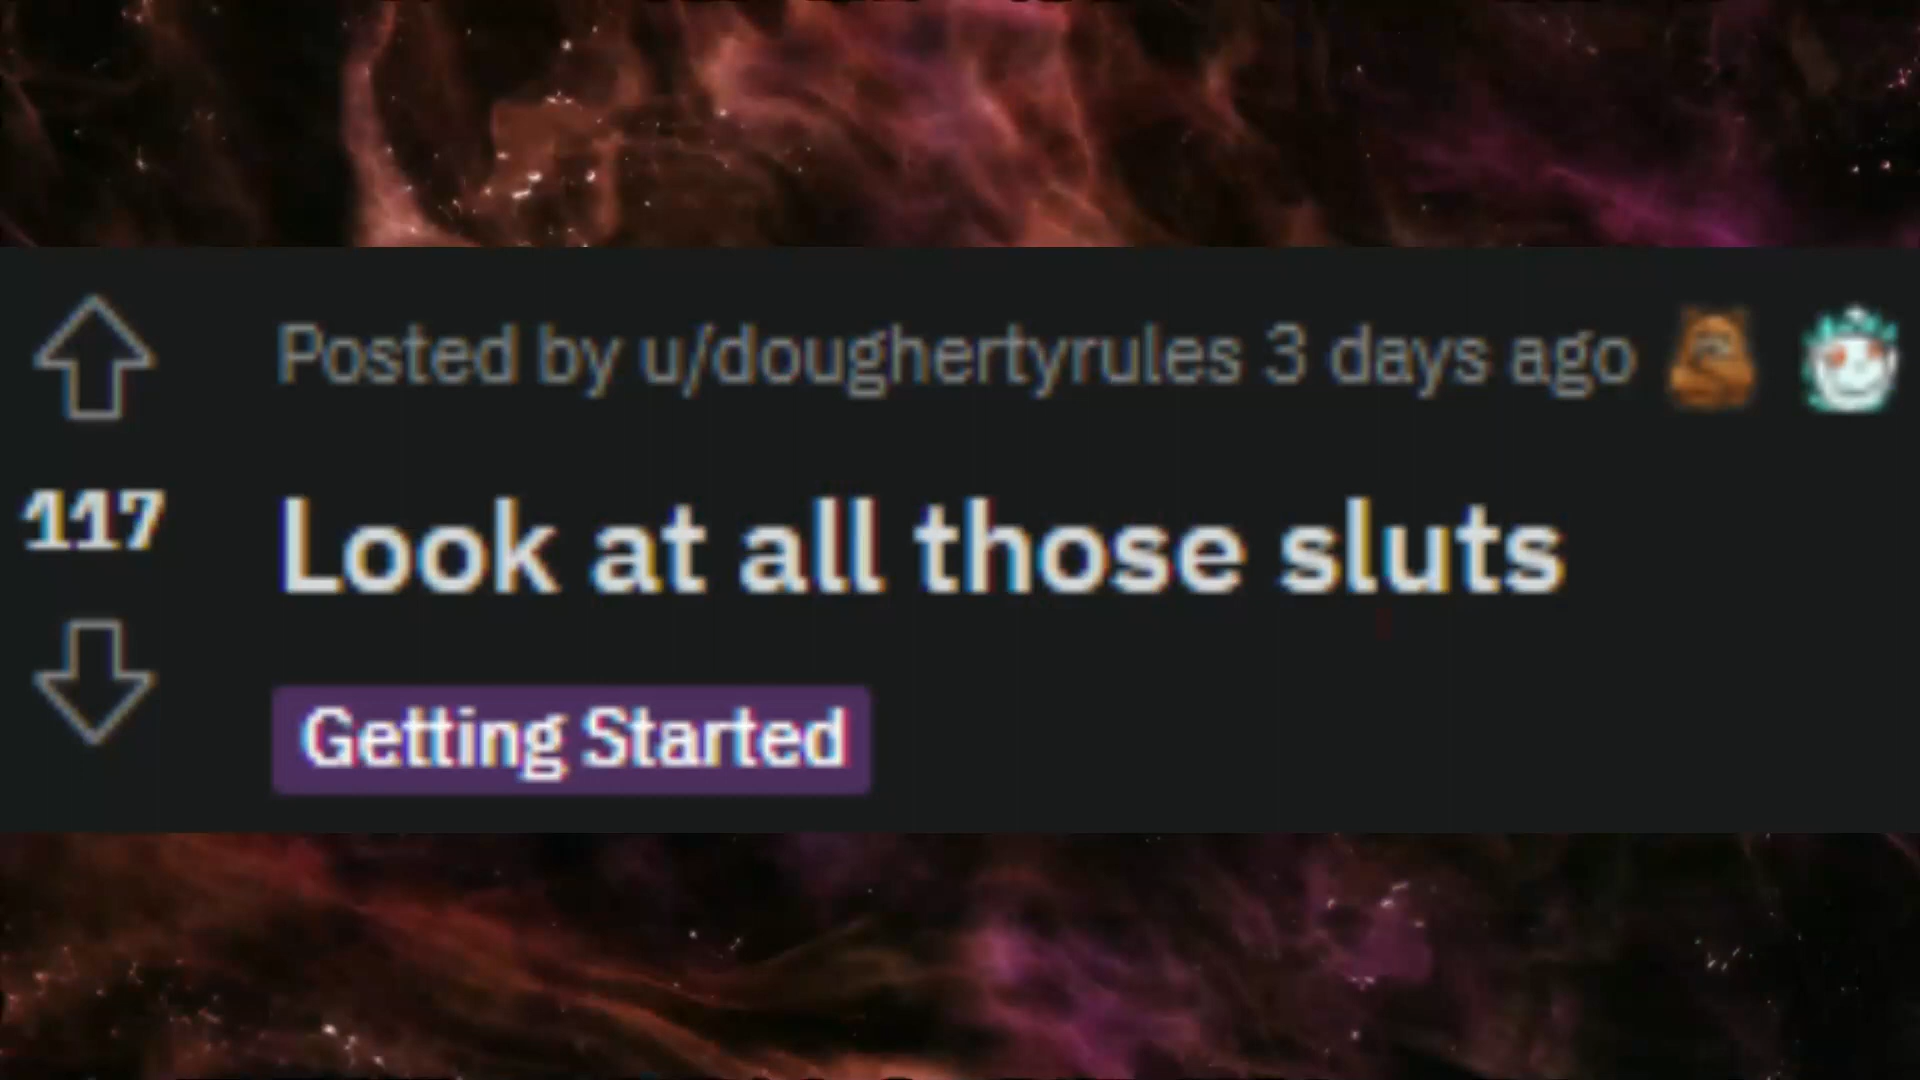 Posted by u/doughertyrules 3 days ago
117
Look at all those sluts
Getting Started